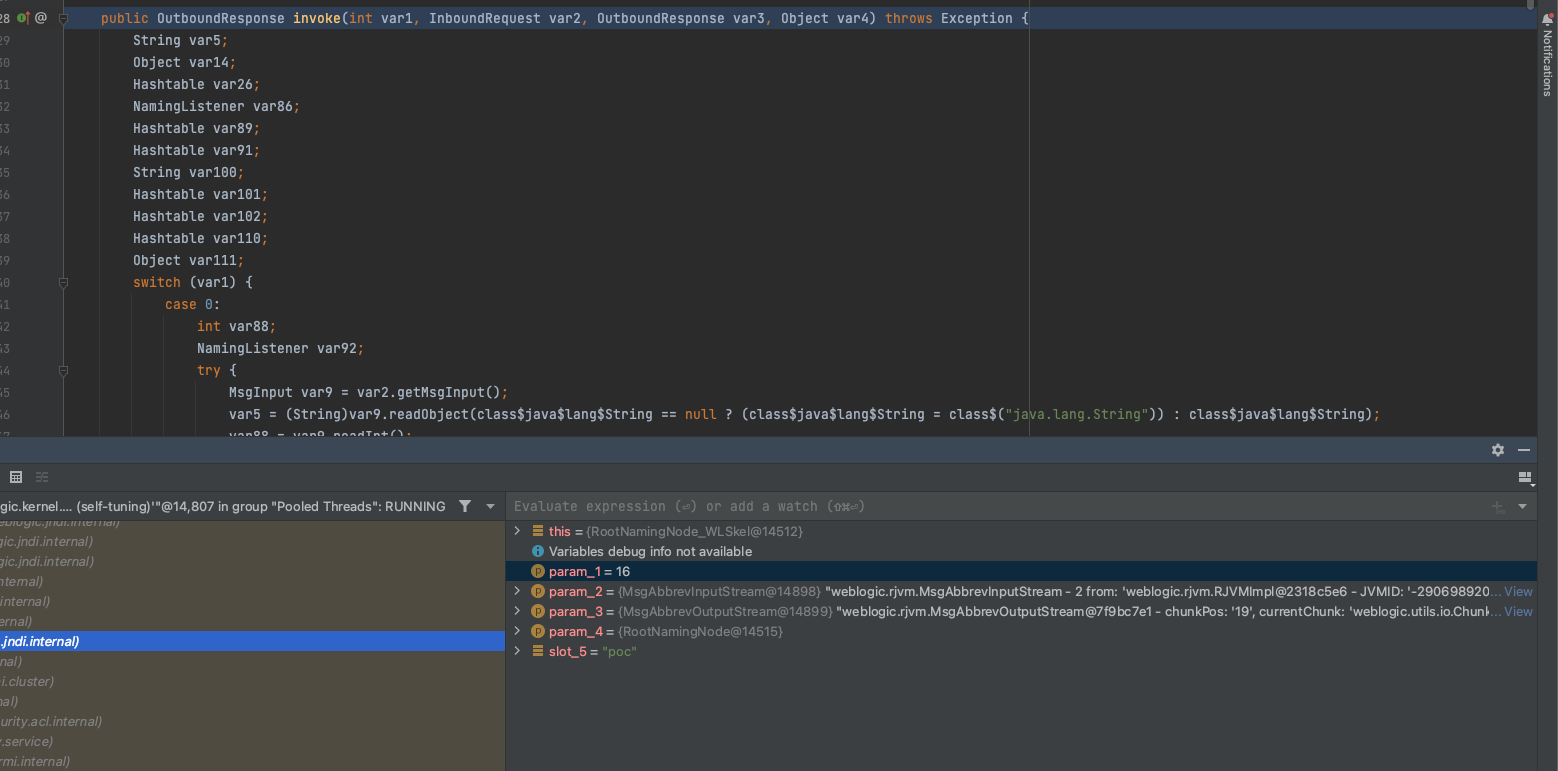 28 @ public OutboundResponse invoke(int var1, InboundRequest var2, OutboundResponse var3, Object var4) throws Exception {
29 String var5;
30 Object var14;
31 Hashtable var26;
32 NamingListener var86;
33 Hashtable var89;
34 Hashtable var91;
35 String var100;
36 Hashtable var101;
37 Hashtable var102;
38 Hashtable var110;
39 Object var111;
40 switch (var1) {
41 case 0:
42 int var88;
43 NamingListener var92;
44 try {
45 MsgInput var9 = var2.getMsgInput();
46 var5 = (String)var9.readObject(class$java$lang$String == null ? (class$java$lang$String = class$("java.lang.String")) : class$java$lang$String);
47 var88 = var9.readInt();
Notifications
gic.kernel.... (self-tuning)'"@14,807 in group "Pooled Threads": RUNNING
eblogic.jndi.internal)
gic.jndi.internal)
gic.jndi.internal)
nternal)
internal)
ernal)
.jndi.internal)
nal)
i.cluster)
nal)
urity.acl.internal)
.service)
rmi.internal)
Evaluate expression (⏎) or add a watch (⇧⌘⏎)
this = {RootNamingNode_WLSkel@14512}
Variables debug info not available
param_1 = 16
param_2 = {MsgAbbrevInputStream@14898} "weblogic.rjvm.MsgAbbrevInputStream - 2 from: 'weblogic.rjvm.RJVMImpl@2318c5e6 - JVMID: '-290698920... View
param_3 = {MsgAbbrevOutputStream@14899} "weblogic.rjvm.MsgAbbrevOutputStream@7f9bc7e1 - chunkPos: '19', currentChunk: 'weblogic.utils.io.Chunk... View
param_4 = {RootNamingNode@14515}
slot_5 = "poc"